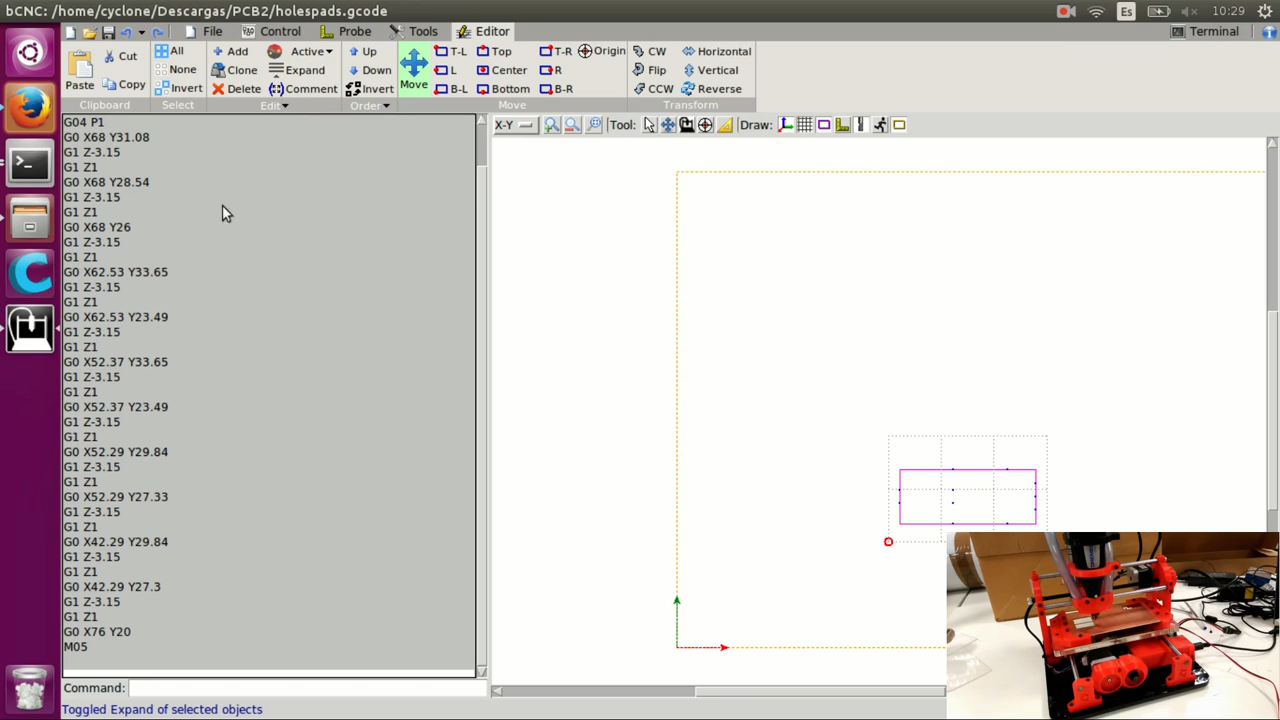 bCNC: /home/cyclone/Descargas/PCB2/holespads.gcode
Es
10:29
File
Control
Probe
Tools
Editor
Terminal
Paste
Cut
Copy
Clipboard
All
None
Invert
Select
Add
Clone
Delete
Active
Expand
Comment
Edit
Up
Down
Invert
Order
Move
T-L
L
B-L
Top
Center
Bottom
T-R
R
B-R
Origin
Move
CW
Flip
CCW
Horizontal
Vertical
Reverse
Transform
X-Y
Tool:
Draw:
G04 P1
G0 X68 Y31.08
G1 Z-3.15
G1 Z1
G0 X68 Y28.54
G1 Z-3.15
G1 Z1
G0 X68 Y26
G1 Z-3.15
G1 Z1
G0 X62.53 Y33.65
G1 Z-3.15
G1 Z1
G0 X62.53 Y23.49
G1 Z-3.15
G1 Z1
G0 X52.37 Y33.65
G1 Z-3.15
G1 Z1
G0 X52.37 Y23.49
G1 Z-3.15
G1 Z1
G0 X52.29 Y29.84
G1 Z-3.15
G1 Z1
G0 X52.29 Y27.33
G1 Z-3.15
G1 Z1
G0 X42.29 Y29.84
G1 Z-3.15
G1 Z1
G0 X42.29 Y27.3
G1 Z-3.15
G1 Z1
G0 X76 Y20
M05
Command:
Toggled Expand of selected objects